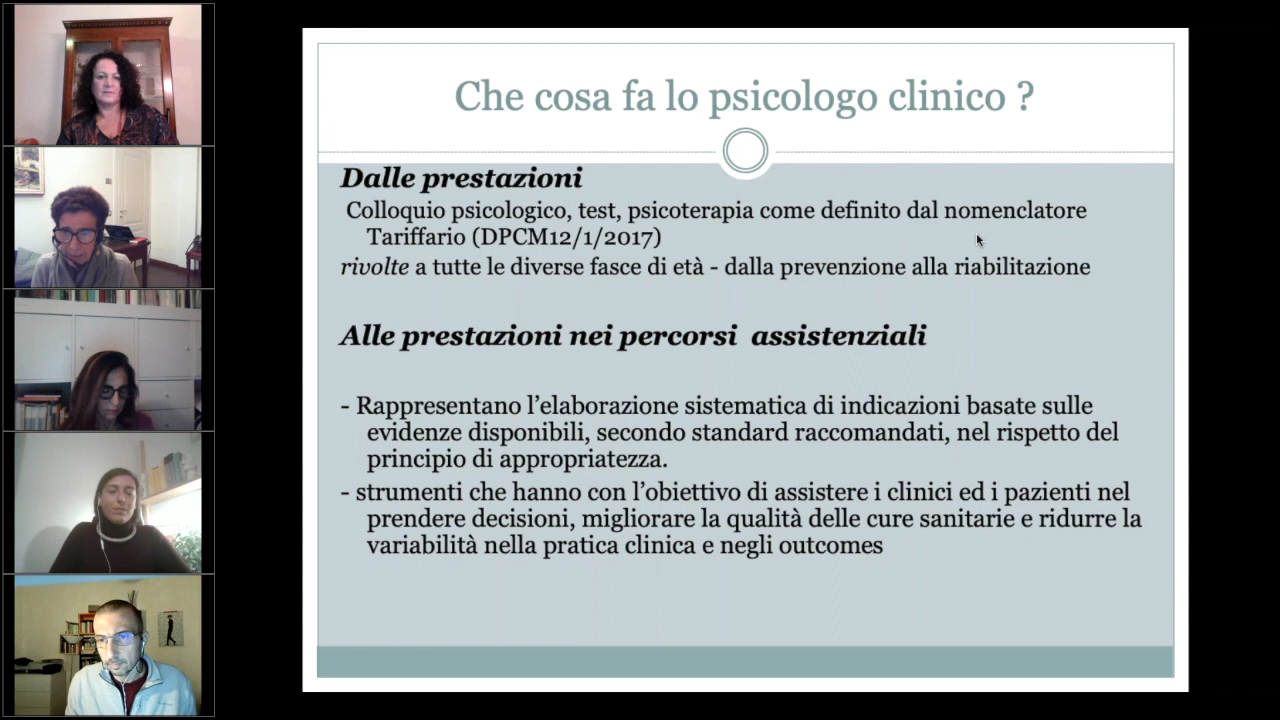 Che cosa fa lo psicologo clinico ?
Dalle prestazioni
Colloquio psicologico, test, psicoterapia come definito dal nomenclatore
Tariffario (DPCM12/1/2017)
rivolte a tutte le diverse fasce di età - dalla prevenzione alla riabilitazione
Alle prestazioni nei percorsi assistenziali
- Rappresentano l’elaborazione sistematica di indicazioni basate sulle
evidenze disponibili, secondo standard raccomandati, nel rispetto del
principio di appropriatezza.
- strumenti che hanno con l’obiettivo di assistere i clinici ed i pazienti nel
prendere decisioni, migliorare la qualità delle cure sanitarie e ridurre la
variabilità nella pratica clinica e negli outcomes